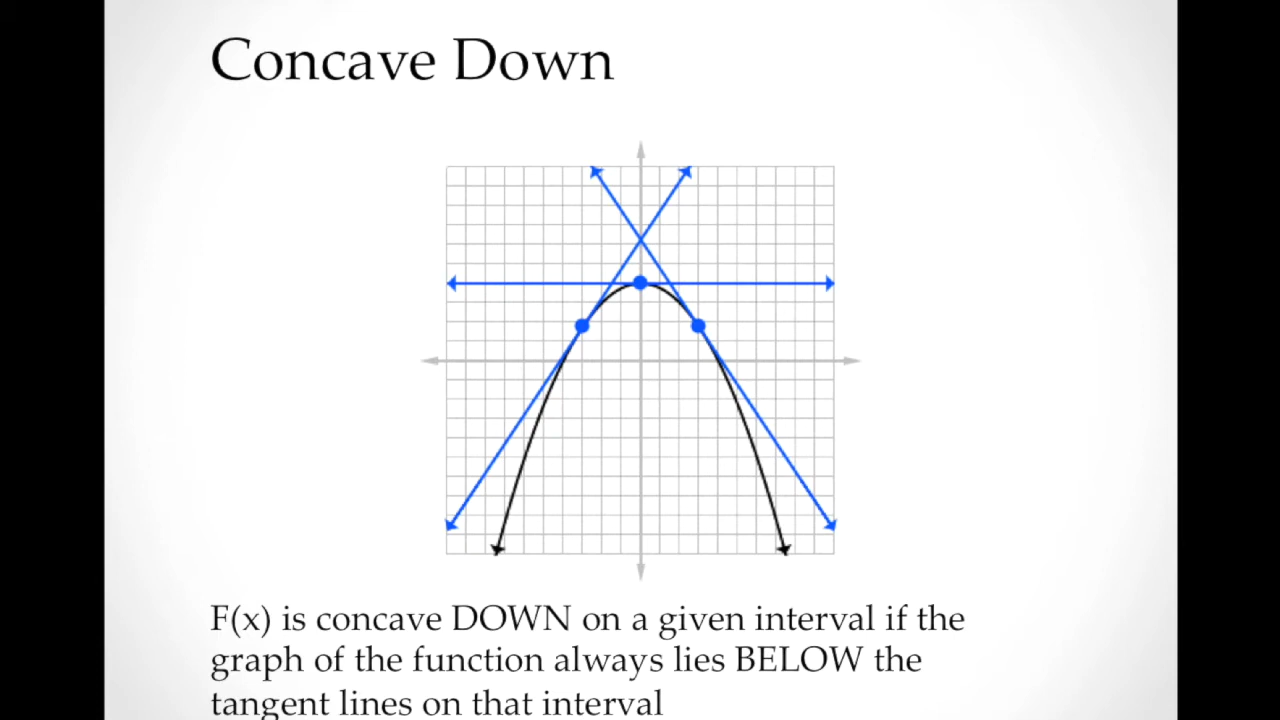 Concave Down
F(x) is concave DOWN on a given interval if the
graph of the function always lies BELOW the
tangent lines on that interval